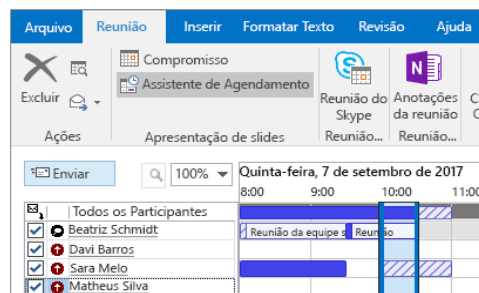 Arquivo Reunião Inserir Formatar Texto Revisão Ajuda
Compromisso
Assistente de Agendamento
Excluir
Reunião do Skype
Anotações da reunião
Ações Apresentação de slides Reunião... Reunião...
Enviar 100% Quinta-feira, 7 de setembro de 2017
8:00 9:00 10:00 11:00
Todos os Participantes
Beatriz Schmidt Reunião da equipe s Reunião
Davi Barros
Sara Melo
Matheus Silva